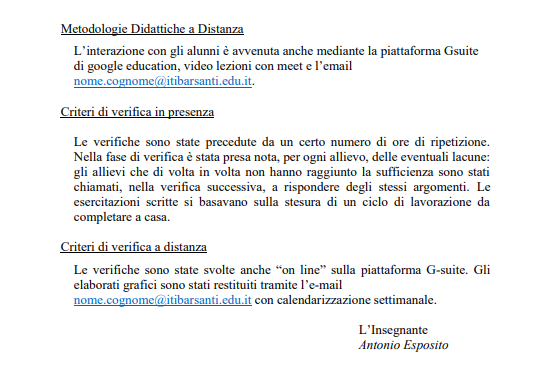 Metodologie Didattiche a Distanza
L’interazione con gli alunni è avvenuta anche mediante la piattaforma Gsuite
di google education, video lezioni con meet e l’email
nome.cognome@itibarsanti.edu.it.
Criteri di verifica in presenza
Le verifiche sono state precedute da un certo numero di ore di ripetizione.
Nella fase di verifica è stata presa nota, per ogni allievo, delle eventuali lacune:
gli allievi che di volta in volta non hanno raggiunto la sufficienza sono stati
chiamati, nella verifica successiva, a rispondere degli stessi argomenti. Le
esercitazioni scritte si basavano sulla stesura di un ciclo di lavorazione da
completare a casa.
Criteri di verifica a distanza
Le verifiche sono state svolte anche “on line” sulla piattaforma G-suite. Gli
elaborati grafici sono stati restituiti tramite l’e-mail
nome.cognome@itibarsanti.edu.it con calendarizzazione settimanale.
L’Insegnante
Antonio Esposito